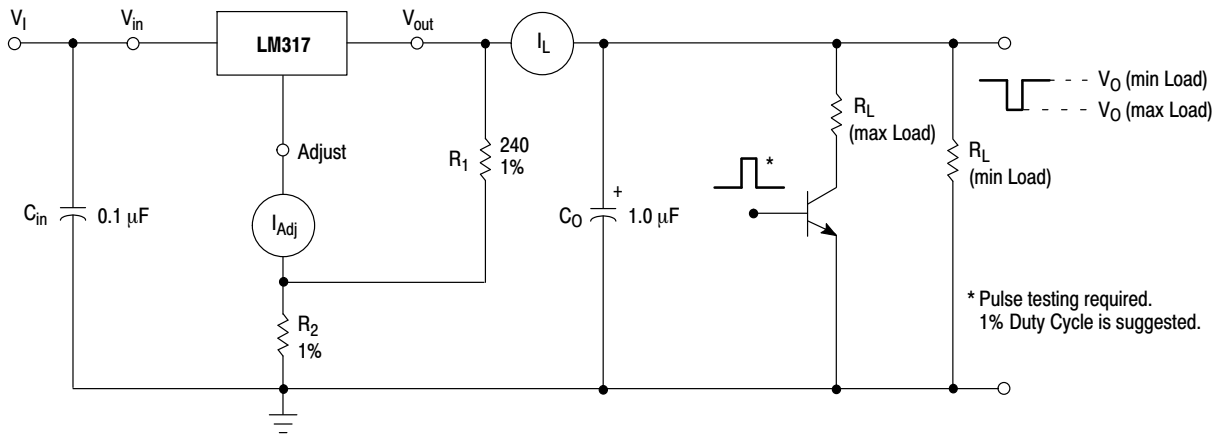 V_I
V_in
LM317
V_out
I_L
V_O (min Load)
V_O (max Load)
R_L
(max Load)
Adjust
R_1
240
1%
*
R_L
(min Load)
C_in
0.1 μF
I_Adj
+
C_O
1.0 μF
R_2
1%
* Pulse testing required.
1% Duty Cycle is suggested.